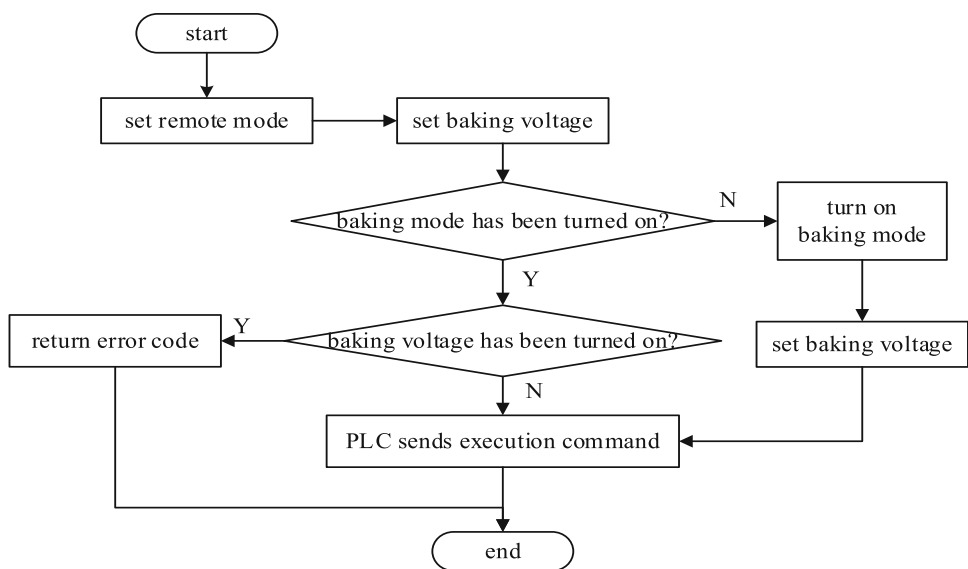 start
set remote mode
set baking voltage
baking mode has been turned on?
N
turn on
baking mode
Y
baking voltage has been turned on?
Y
return error code
set baking voltage
N
PLC sends execution command
end